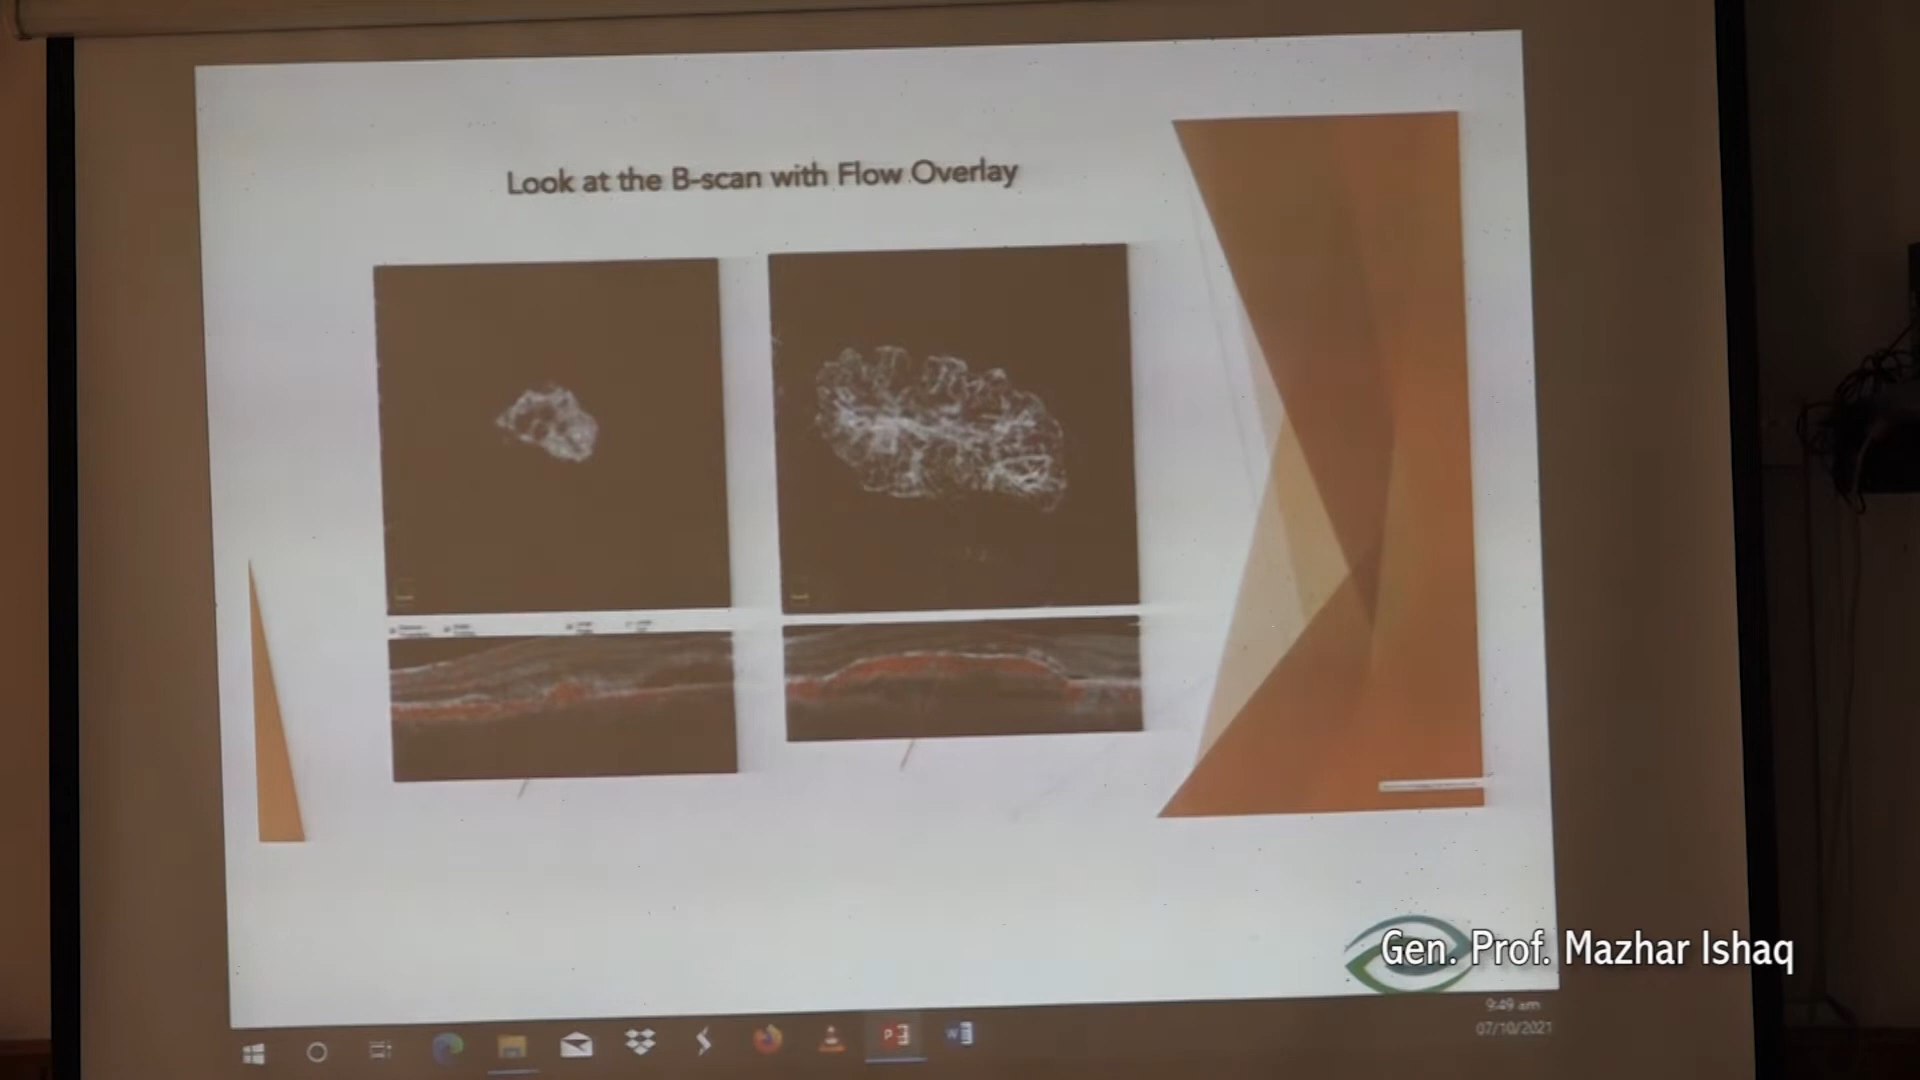 Look at the B-scan with Flow Overlay
Gen. Prof. Mazhar Ishaq
9:49 am
07/10/2021